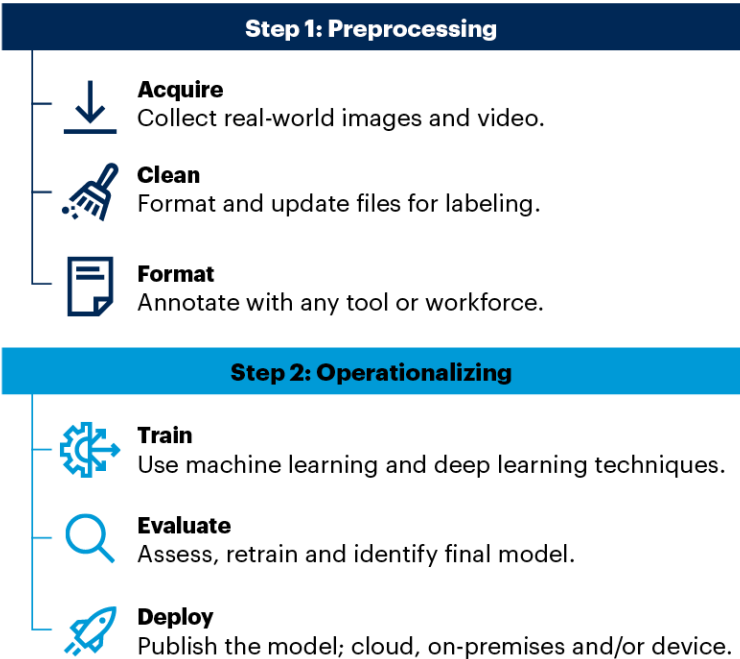 Step 1: Preprocessing
Acquire
Collect real-world images and video.
Clean
Format and update files for labeling.
Format
Annotate with any tool or workforce.
Step 2: Operationalizing
Train
Use machine learning and deep learning techniques.
Evaluate
Assess, retrain and identify final model.
Deploy
Publish the model; cloud, on-premises and/or device.